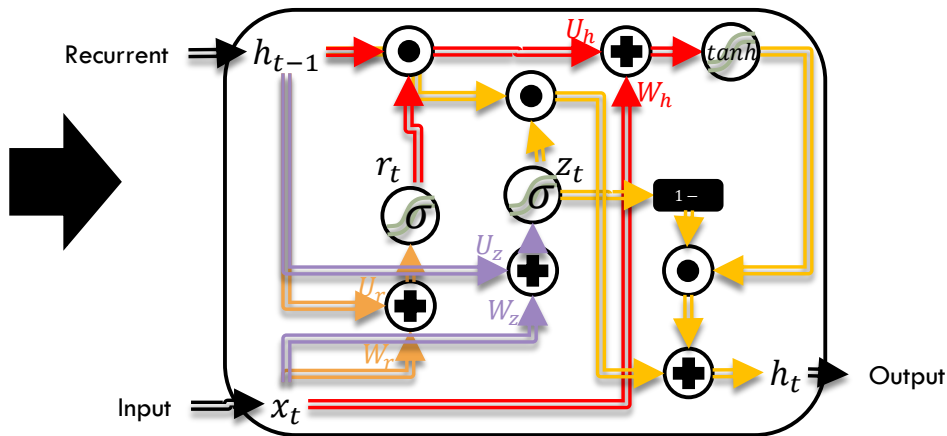 Recurrent
h_{t-1}
U_h
tanh
W_h
r_t
z_t
σ
σ
1 −
U_z
U_r
W_z
W_r
h_t
Output
Input
x_t